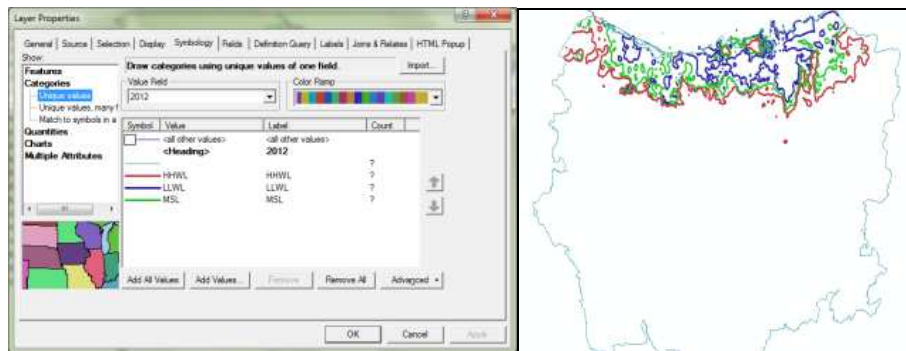 Layer Properties
General Source Selection Display Symbology Fields Definition Query Labels Joins & Relates HTML Popup
Show:
Features
Categories
Unique values
Unique values, many f
Match to symbols in a
Quantities
Charts
Multiple Attributes
Draw categories using unique values of one field.
Import...
Value Field
Color Ramp
2012
Symbol Value Label Count
<all other values> <all other values>
<Heading> 2012
?
HHWL HHWL ?
LLWL LLWL ?
MSL MSL ?
Add All Values Add Values... Remove Remove All Advanced
OK Cancel Apply